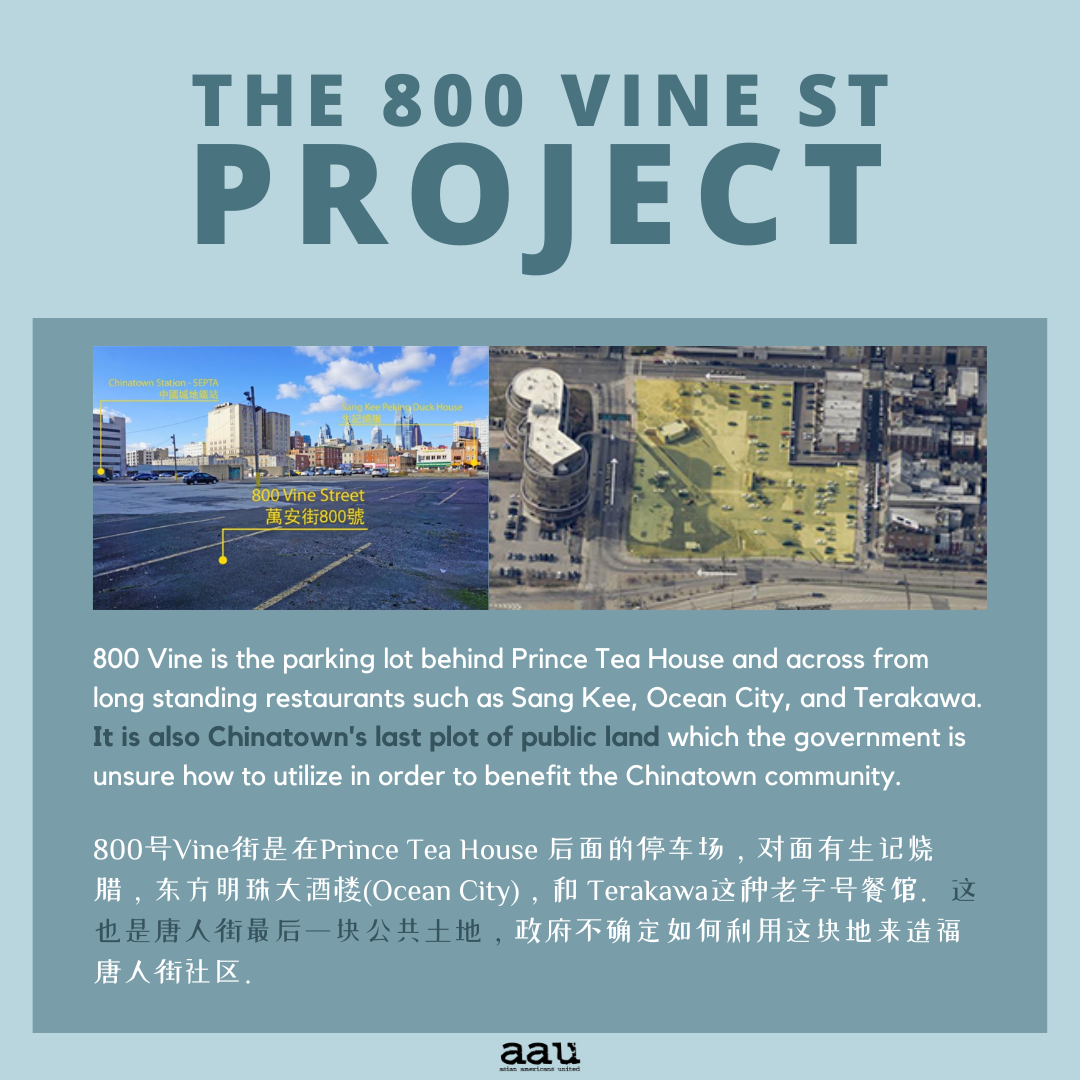 THE 800 VINE ST
PROJECT
Chinatown Station - SEPTA
中國城地鐵站
Sang Kee Peking Duck House
生記燒臘
800 Vine Street
萬安街800號
800 Vine is the parking lot behind Prince Tea House and across from
long standing restaurants such as Sang Kee, Ocean City, and Terakawa.
It is also Chinatown's last plot of public land which the government is
unsure how to utilize in order to benefit the Chinatown community.
800号Vine街是在Prince Tea House 后面的停车场，对面有生记烧
腊，东方明珠大酒楼(Ocean City)，和 Terakawa这种老字号餐馆. 这
也是唐人街最后一块公共土地，政府不确定如何利用这块地来造福
唐人街社区.
aau
asian americans united